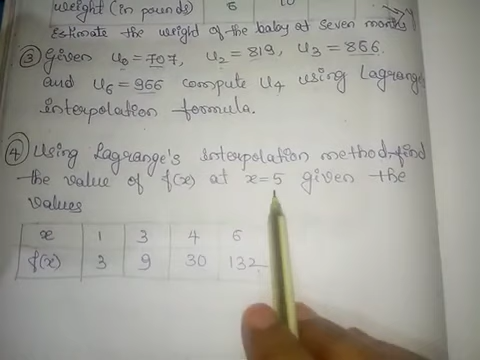 weight (in pounds) 6 10
Estimate the weight of the baby at seven months
③ Given u₀ = 707, u₂ = 819, u₃ = 866
and u₆ = 966 compute u₄ using Lagrange
interpolation formula.
④ Using Lagrange's interpolation method, find
the value of f(x) at x = 5 given the
values
x 1 3 4 6
f(x) 3 9 30 132